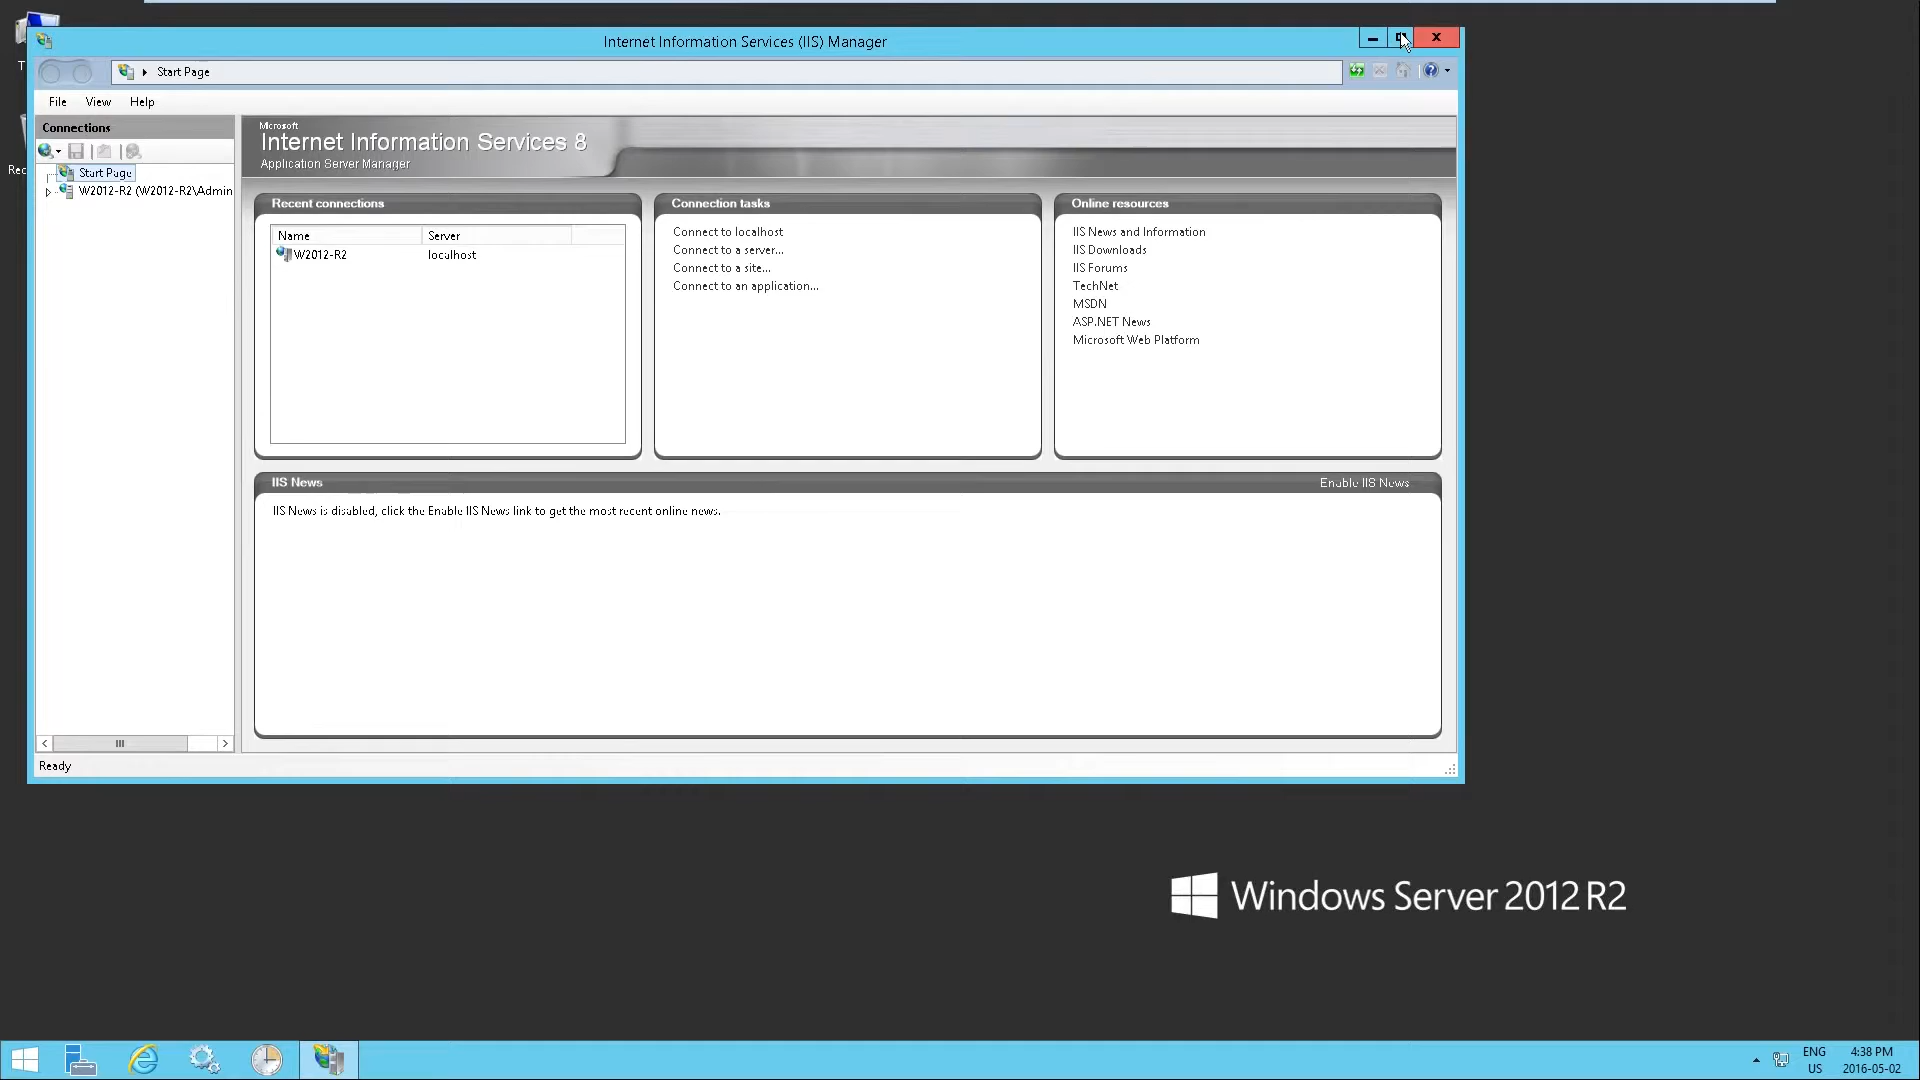 Internet Information Services (IIS) Manager
Start Page
File View Help
Connections
Start Page
W2012-R2 (W2012-R2\Admin
Microsoft
Internet Information Services 8
Application Server Manager
Recent connections
Name Server
W2012-R2 localhost
Connection tasks
Connect to localhost
Connect to a server...
Connect to a site...
Connect to an application...
Online resources
IIS News and Information
IIS Downloads
IIS Forums
TechNet
MSDN
ASP.NET News
Microsoft Web Platform
IIS News
Enable IIS News
IIS News is disabled, click the Enable IIS News link to get the most recent online news.
Ready
Windows Server 2012 R2
ENG
US
4:38 PM
2016-05-02